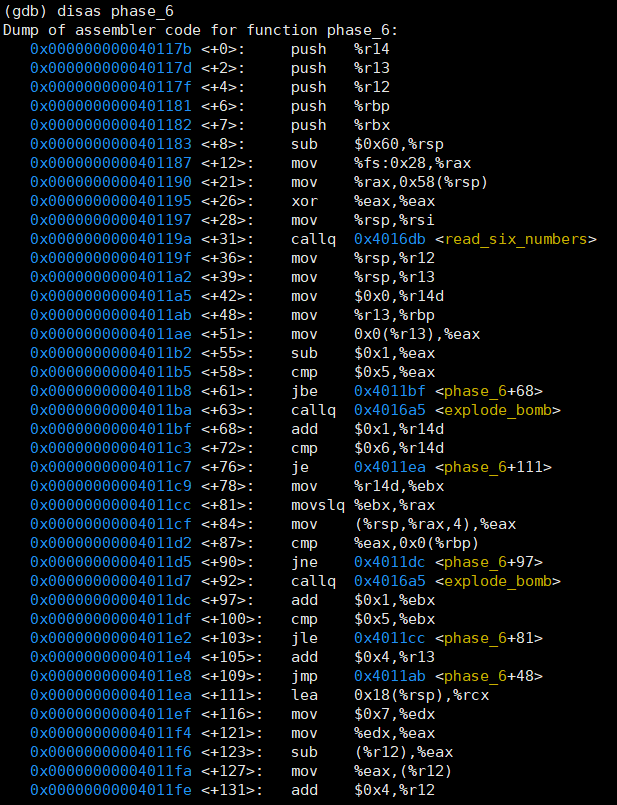 (gdb) disas phase_6
Dump of assembler code for function phase_6:
   0x000000000040117b <+0>:     push   %r14
   0x000000000040117d <+2>:     push   %r13
   0x000000000040117f <+4>:     push   %r12
   0x0000000000401181 <+6>:     push   %rbp
   0x0000000000401182 <+7>:     push   %rbx
   0x0000000000401183 <+8>:     sub    $0x60,%rsp
   0x0000000000401187 <+12>:    mov    %fs:0x28,%rax
   0x0000000000401190 <+21>:    mov    %rax,0x58(%rsp)
   0x0000000000401195 <+26>:    xor    %eax,%eax
   0x0000000000401197 <+28>:    mov    %rsp,%rsi
   0x000000000040119a <+31>:    callq  0x4016db <read_six_numbers>
   0x000000000040119f <+36>:    mov    %rsp,%r12
   0x00000000004011a2 <+39>:    mov    %rsp,%r13
   0x00000000004011a5 <+42>:    mov    $0x0,%r14d
   0x00000000004011ab <+48>:    mov    %r13,%rbp
   0x00000000004011ae <+51>:    mov    0x0(%r13),%eax
   0x00000000004011b2 <+55>:    sub    $0x1,%eax
   0x00000000004011b5 <+58>:    cmp    $0x5,%eax
   0x00000000004011b8 <+61>:    jbe    0x4011bf <phase_6+68>
   0x00000000004011ba <+63>:    callq  0x4016a5 <explode_bomb>
   0x00000000004011bf <+68>:    add    $0x1,%r14d
   0x00000000004011c3 <+72>:    cmp    $0x6,%r14d
   0x00000000004011c7 <+76>:    je     0x4011ea <phase_6+111>
   0x00000000004011c9 <+78>:    mov    %r14d,%ebx
   0x00000000004011cc <+81>:    movslq %ebx,%rax
   0x00000000004011cf <+84>:    mov    (%rsp,%rax,4),%eax
   0x00000000004011d2 <+87>:    cmp    %eax,0x0(%rbp)
   0x00000000004011d5 <+90>:    jne    0x4011dc <phase_6+97>
   0x00000000004011d7 <+92>:    callq  0x4016a5 <explode_bomb>
   0x00000000004011dc <+97>:    add    $0x1,%ebx
   0x00000000004011df <+100>:   cmp    $0x5,%ebx
   0x00000000004011e2 <+103>:   jle    0x4011cc <phase_6+81>
   0x00000000004011e4 <+105>:   add    $0x4,%r13
   0x00000000004011e8 <+109>:   jmp    0x4011ab <phase_6+48>
   0x00000000004011ea <+111>:   lea    0x18(%rsp),%rcx
   0x00000000004011ef <+116>:   mov    $0x7,%edx
   0x00000000004011f4 <+121>:   mov    %edx,%eax
   0x00000000004011f6 <+123>:   sub    (%r12),%eax
   0x00000000004011fa <+127>:   mov    %eax,(%r12)
   0x00000000004011fe <+131>:   add    $0x4,%r12